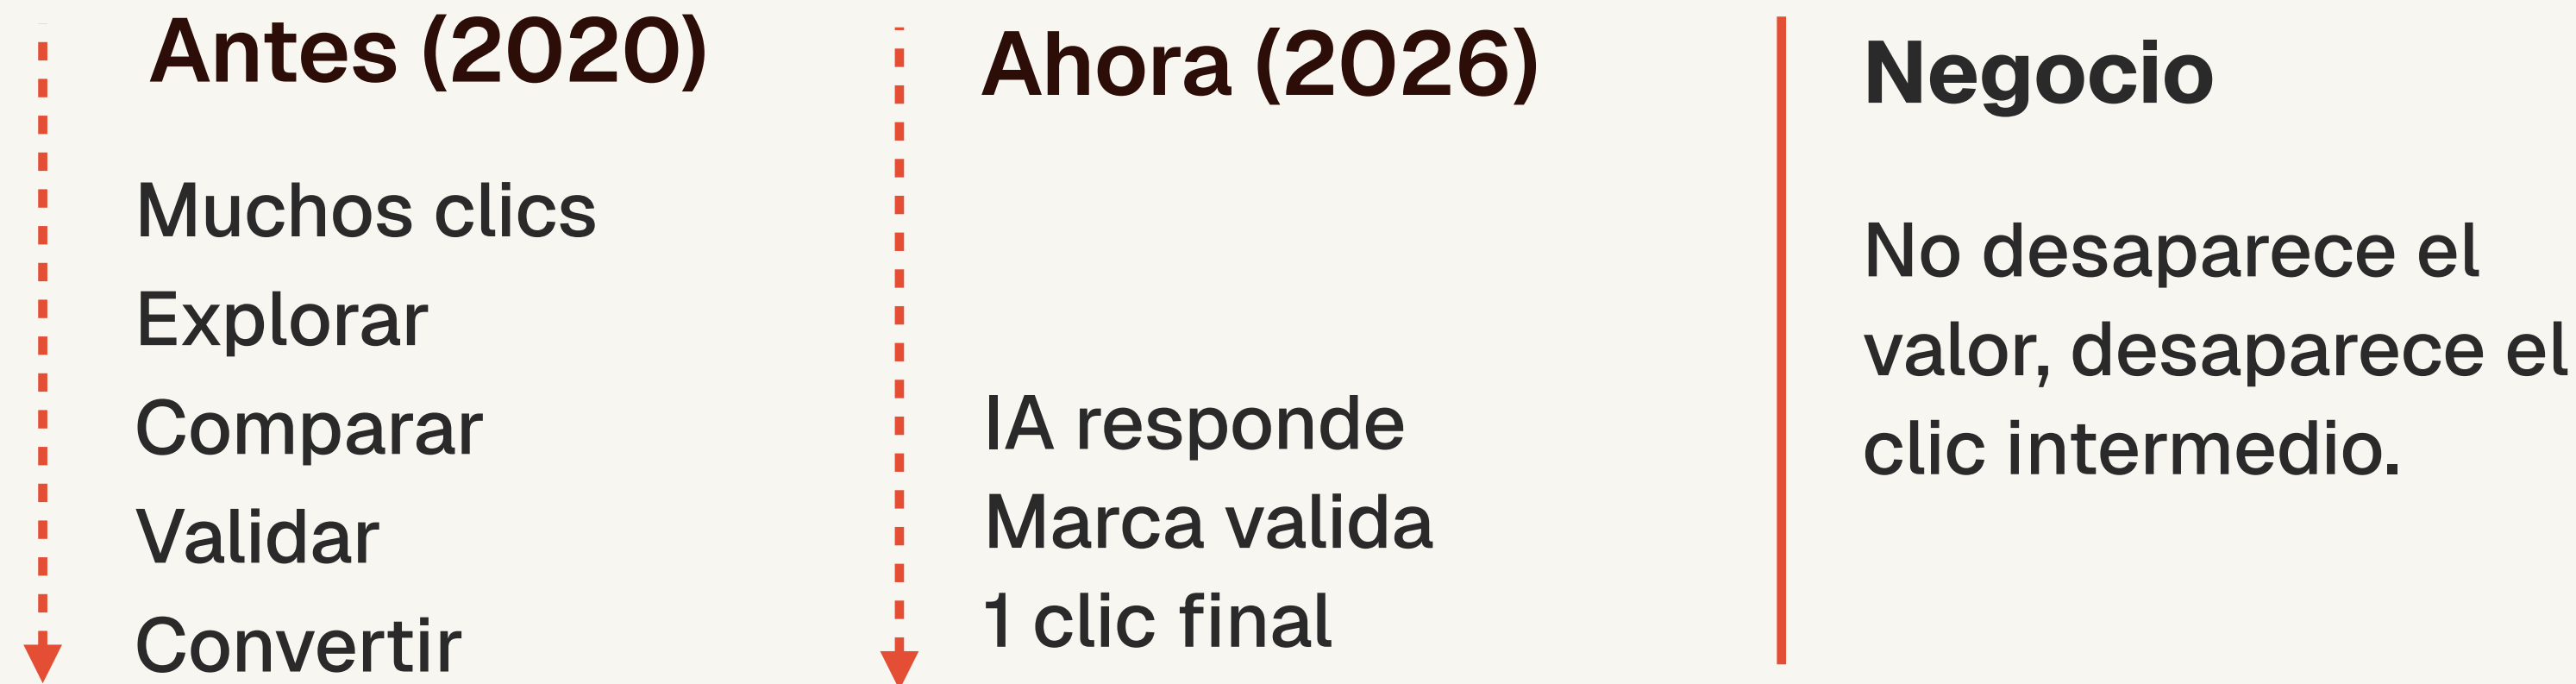 Antes (2020)
Muchos clics
Explorar
Comparar
Validar
Convertir
Ahora (2026)
IA responde
Marca valida
1 clic final
Negocio
No desaparece el
valor, desaparece el
clic intermedio.